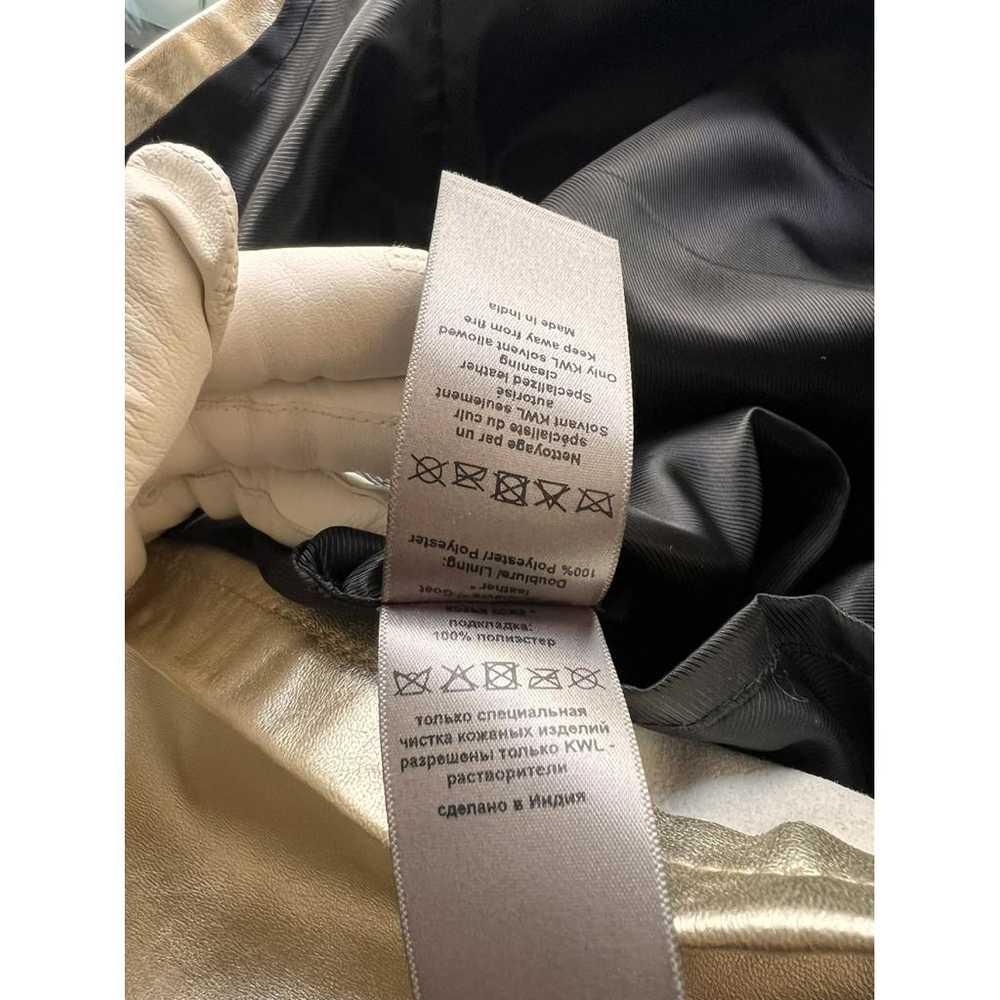 leather*
Doublure/ Lining:
100% Polyester/ Polyester
Nettoyage par un
spécialiste du cuir
Solvant KWL seulement
autorisé
Specialized leather
cleaning
Only KWL solvent allowed
Keep away from fire
Made in India
подкладка:
100% полиэстер
только специальная
чистка кожаных изделий
разрешены только KWL -
растворители
сделано в Индия